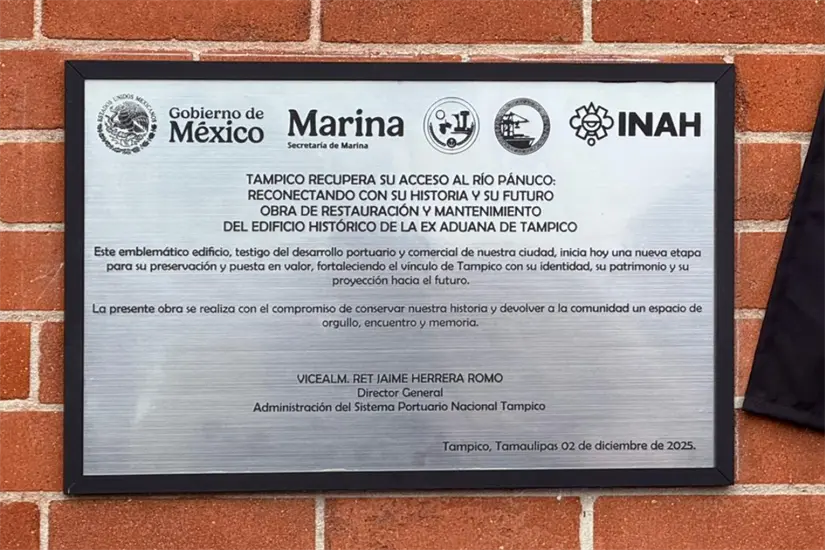 ESTADOS UNIDOS MEXICANOS
Gobierno de
México
Marina
Secretaría de Marina
INAH
TAMPICO RECUPERA SU ACCESO AL RÍO PÁNUCO:
RECONECTANDO CON SU HISTORIA Y SU FUTURO
OBRA DE RESTAURACIÓN Y MANTENIMIENTO
DEL EDIFICIO HISTÓRICO DE LA EX ADUANA DE TAMPICO
Este emblemático edificio, testigo del desarrollo portuario y comercial de nuestra ciudad, inicia hoy una nueva etapa
para su preservación y puesta en valor, fortaleciendo el vínculo de Tampico con su identidad, su patrimonio y su
proyección hacia el futuro.
La presente obra se realiza con el compromiso de conservar nuestra historia y devolver a la comunidad un espacio de
orgullo, encuentro y memoria.
VICEALM. RET JAIME HERRERA ROMO
Director General
Administración del Sistema Portuario Nacional Tampico
Tampico, Tamaulipas 02 de diciembre de 2025.